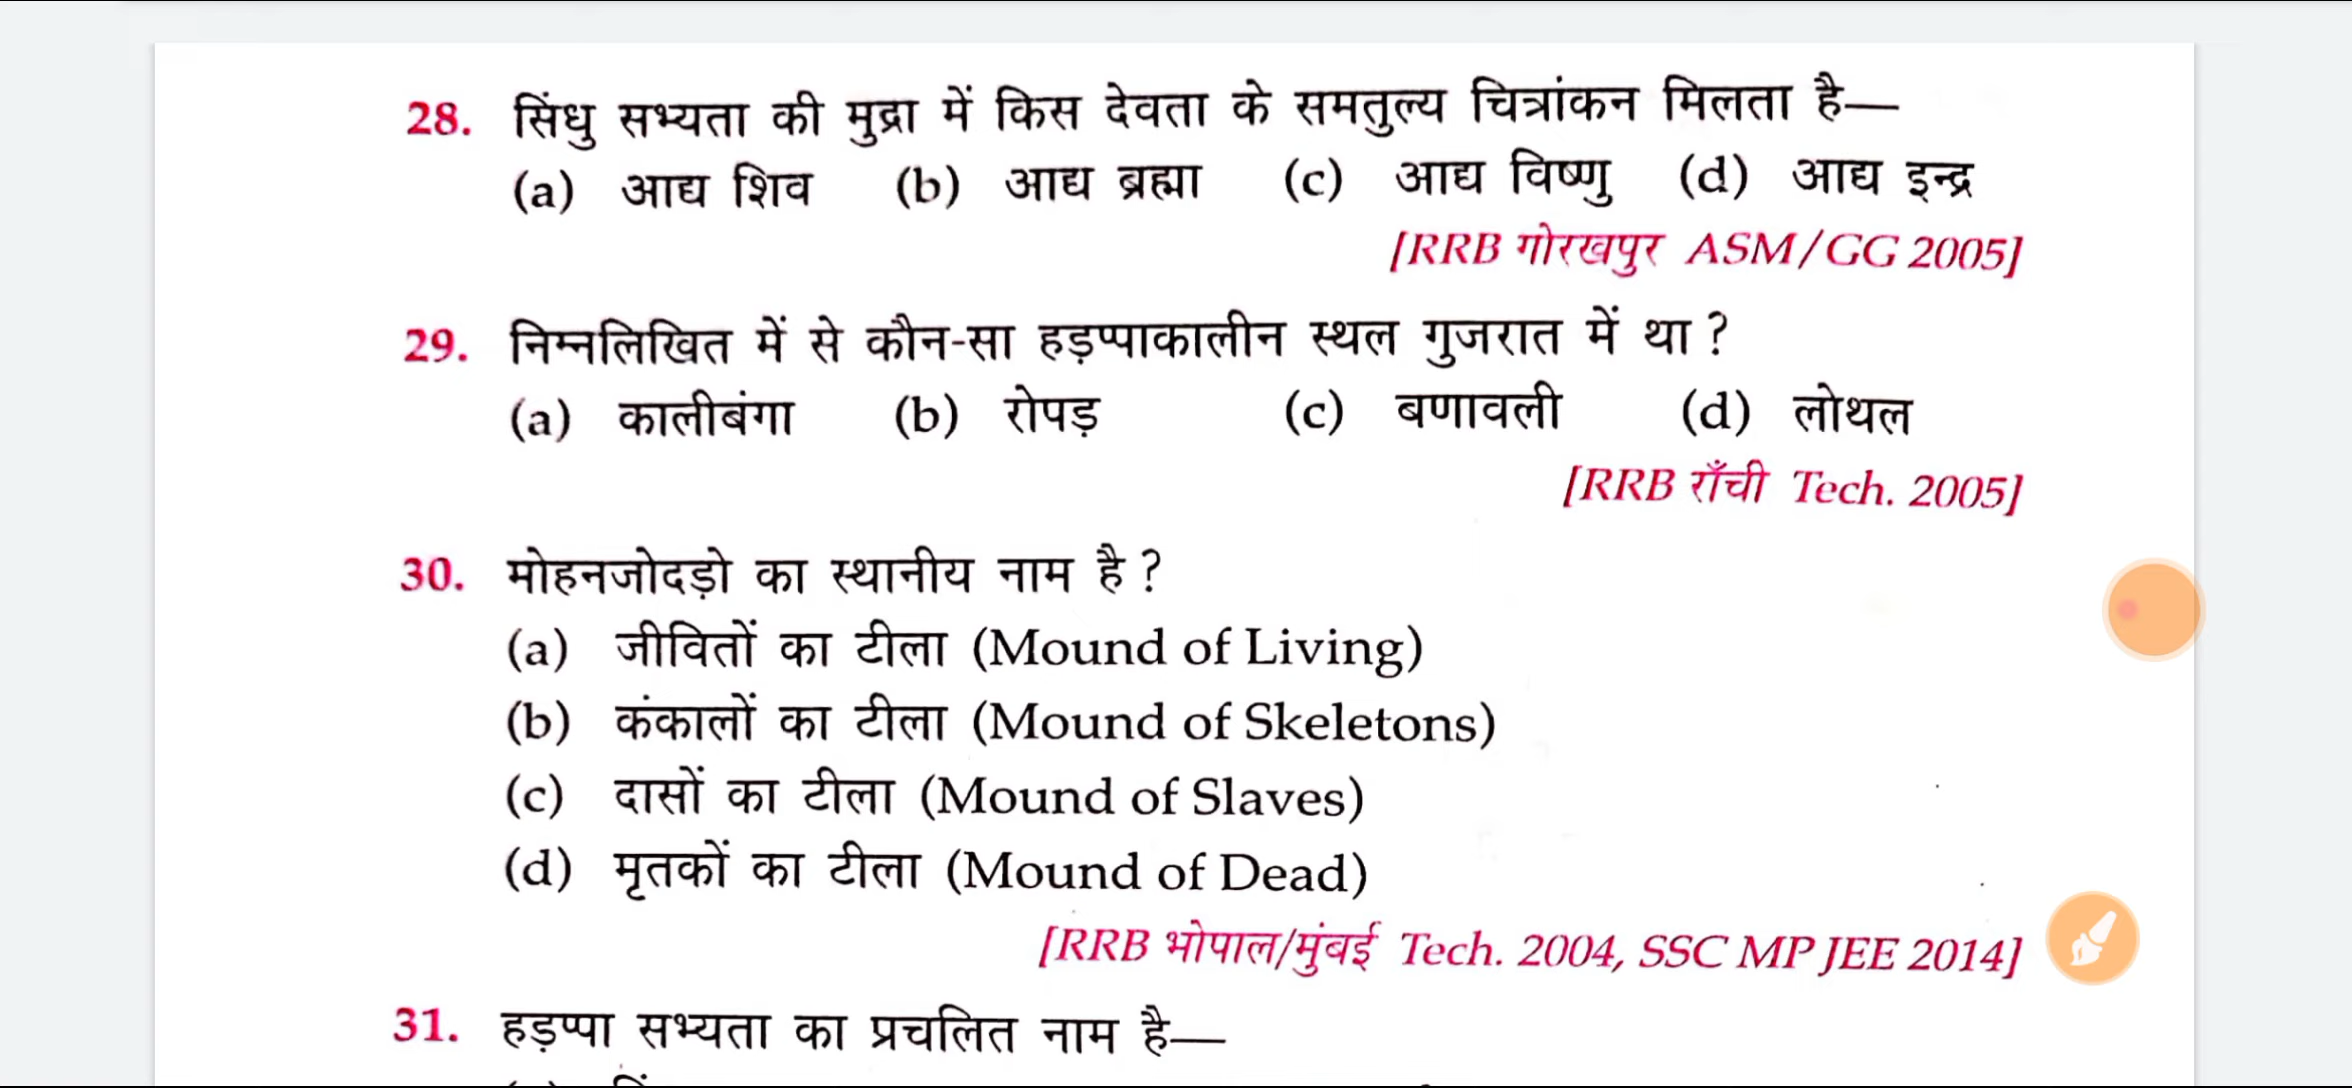 28. सिंधु सभ्यता की मुद्रा में किस देवता के समतुल्य चित्रांकन मिलता है—
(a) आद्य शिव (b) आद्य ब्रह्मा (c) आद्य विष्णु (d) आद्य इन्द्र
[RRB गोरखपुर ASM/GG 2005]
29. निम्नलिखित में से कौन-सा हड़प्पाकालीन स्थल गुजरात में था ?
(a) कालीबंगा (b) रोपड़ (c) बणावली (d) लोथल
[RRB राँची Tech. 2005]
30. मोहनजोदड़ो का स्थानीय नाम है ?
(a) जीवितों का टीला (Mound of Living)
(b) कंकालों का टीला (Mound of Skeletons)
(c) दासों का टीला (Mound of Slaves)
(d) मृतकों का टीला (Mound of Dead)
[RRB भोपाल/मुंबई Tech. 2004, SSC MP JEE 2014]
31. हड़प्पा सभ्यता का प्रचलित नाम है—